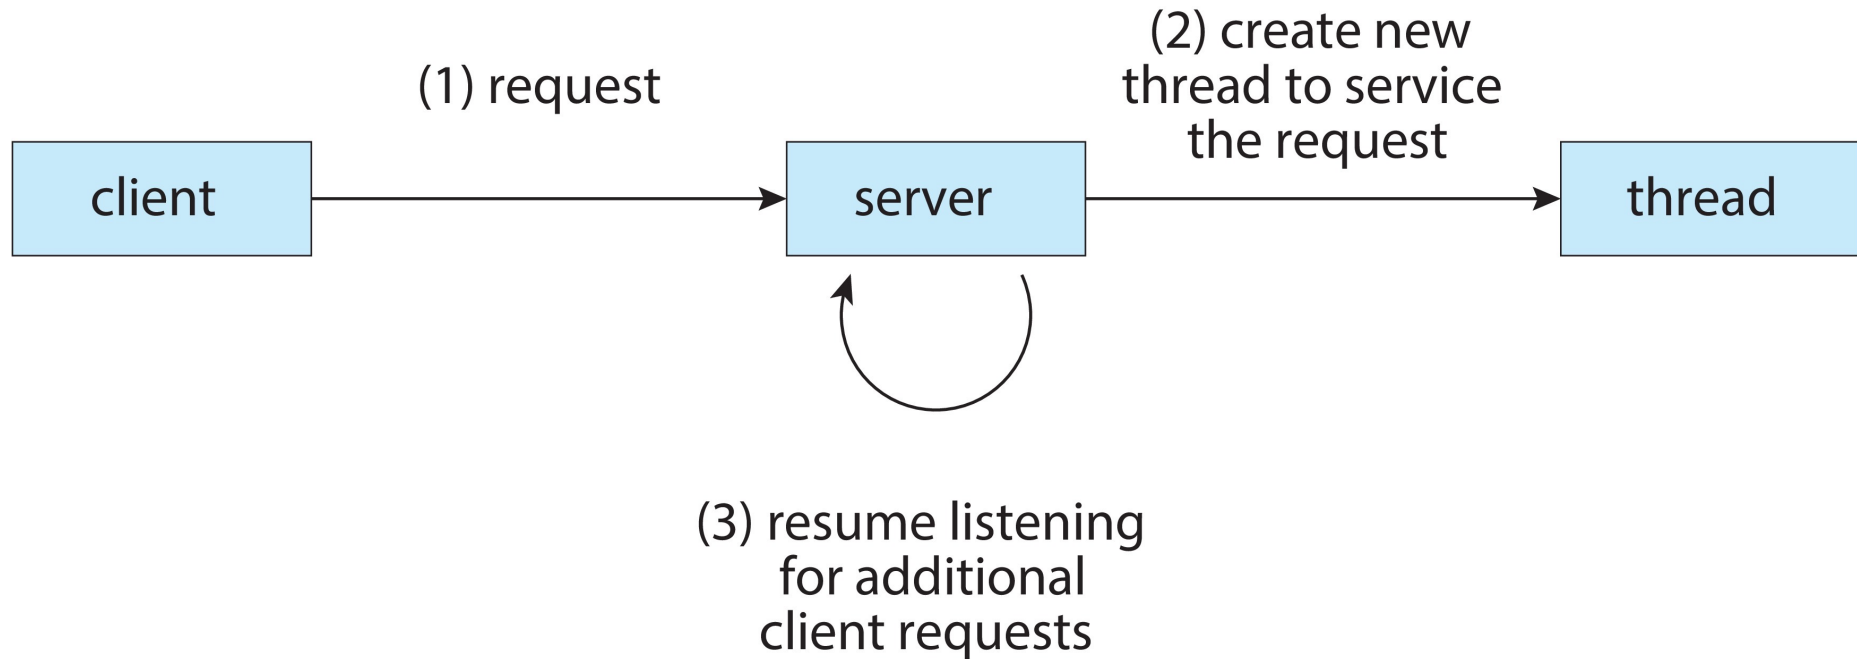 (1) request
(2) create new
thread to service
the request
client
server
thread
(3) resume listening
for additional
client requests